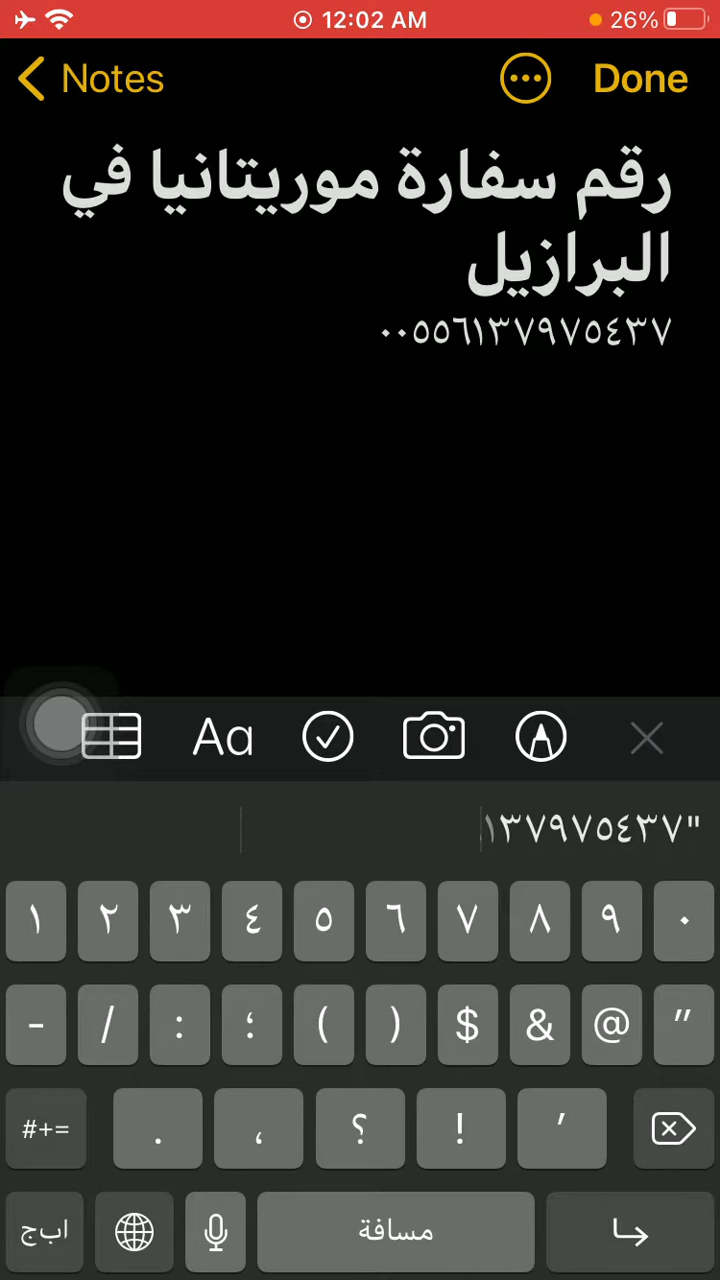 12:02 AM
26%
Notes
Done
رقم سفارة موريتانيا في
البرازيل
٠٠٥٥٦١٣٧٩٧٥٤٣٧
Aa
١٣٧٩٧٥٤٣٧"
١ ٢ ٣ ٤ ٥ ٦ ٧ ٨ ٩ ٠
- / : ؛ ( ) $ & @ "
#+= . ، ؟ ! '
اب‌ج مسافة